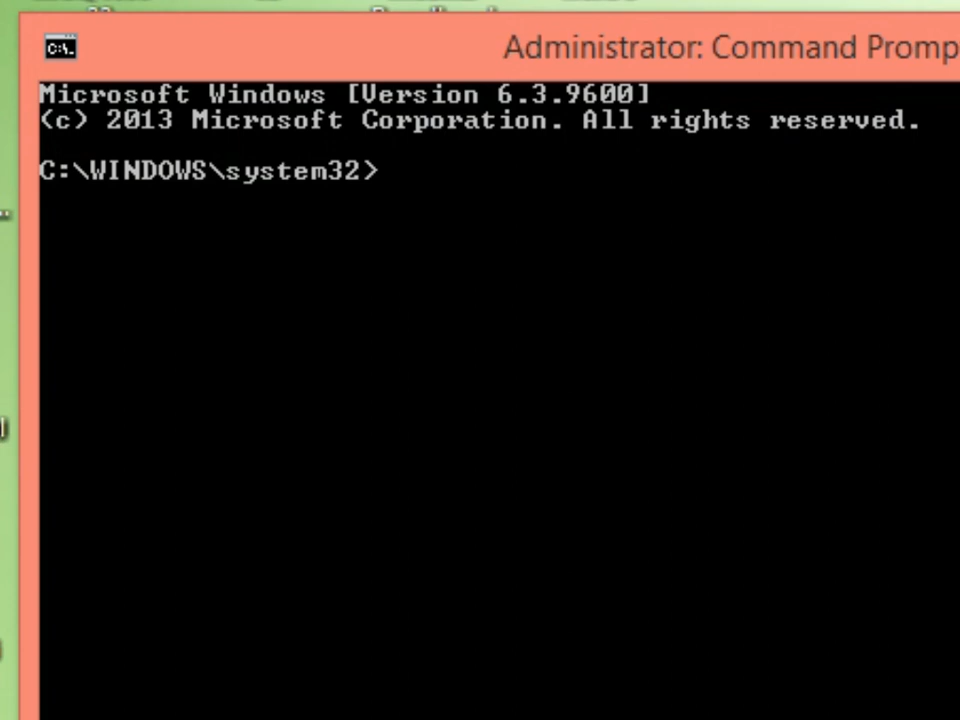 Administrator: Command Promp
Microsoft Windows [Version 6.3.9600]
(c) 2013 Microsoft Corporation. All rights reserved.
C:\WINDOWS\system32>